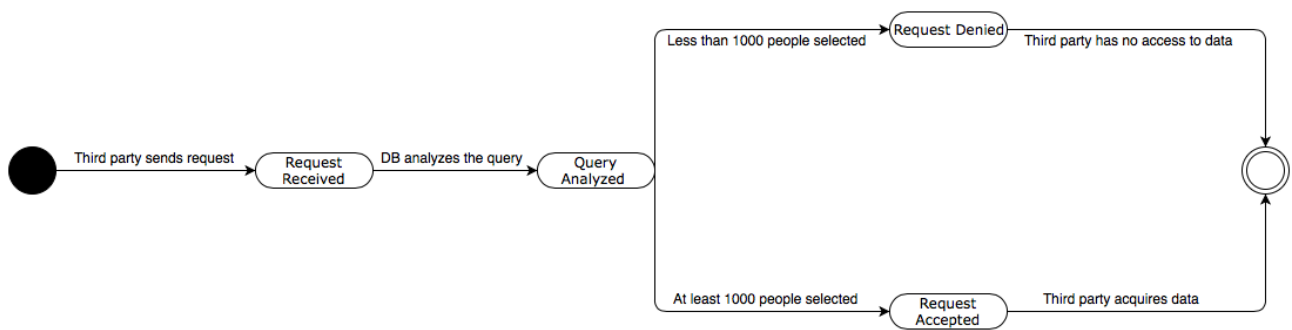 Request Denied
Less than 1000 people selected
Third party has no access to data
Third party sends request
Request
Received
DB analyzes the query
Query
Analyzed
At least 1000 people selected
Request
Accepted
Third party acquires data